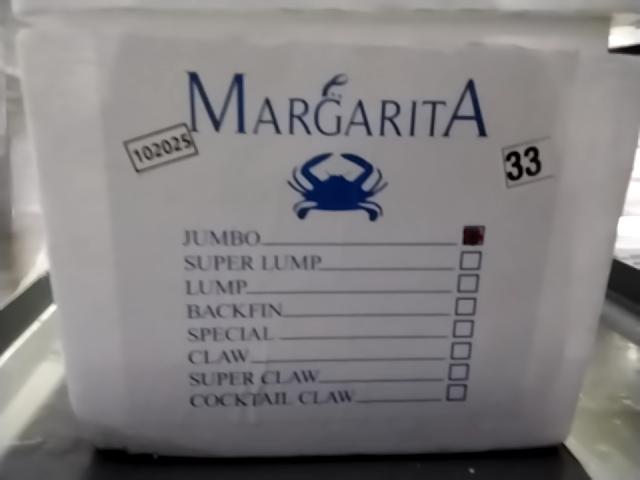 MARGARITA
102025
33
JUMBO
SUPER LUMP
LUMP
BACKFIN
SPECIAL
CLAW
SUPER CLAW
COCKTAIL CLAW